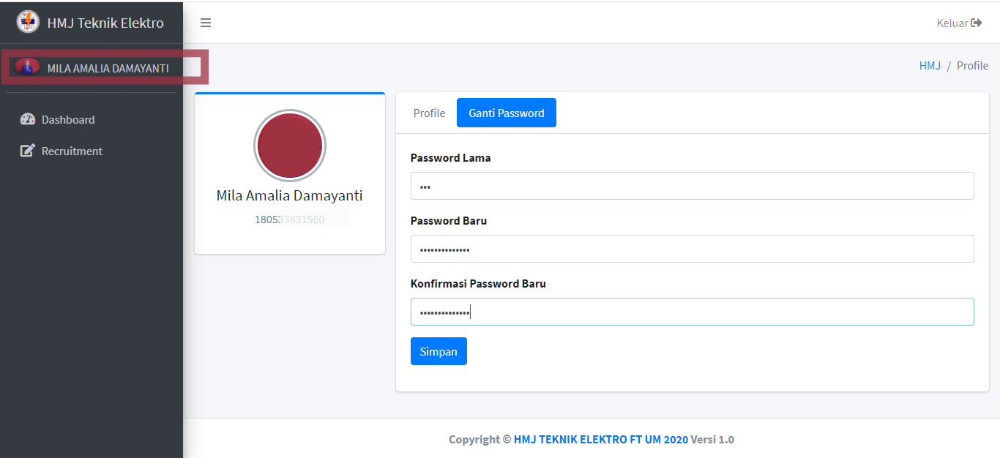 HMJ Teknik Elektro
Keluar
MILA AMALIA DAMAYANTI
HMJ / Profile
Dashboard
Recruitment
Mila Amalia Damayanti
180533631560
Profile
Ganti Password
Password Lama
•••
Password Baru
••••••••••••••
Konfirmasi Password Baru
••••••••••••••
Simpan
Copyright © HMJ TEKNIK ELEKTRO FT UM 2020 Versi 1.0